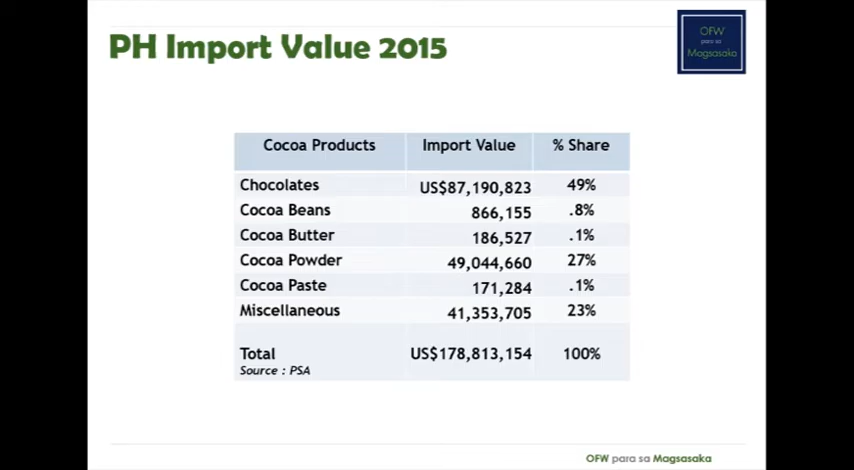 PH Import Value 2015
OFW
para sa
Magsasaka
Cocoa Products Import Value % Share
Chocolates US$87,190,823 49%
Cocoa Beans 866,155 .8%
Cocoa Butter 186,527 .1%
Cocoa Powder 49,044,660 27%
Cocoa Paste 171,284 .1%
Miscellaneous 41,353,705 23%
Total US$178,813,154 100%
Source : PSA
OFW para sa Magsasaka